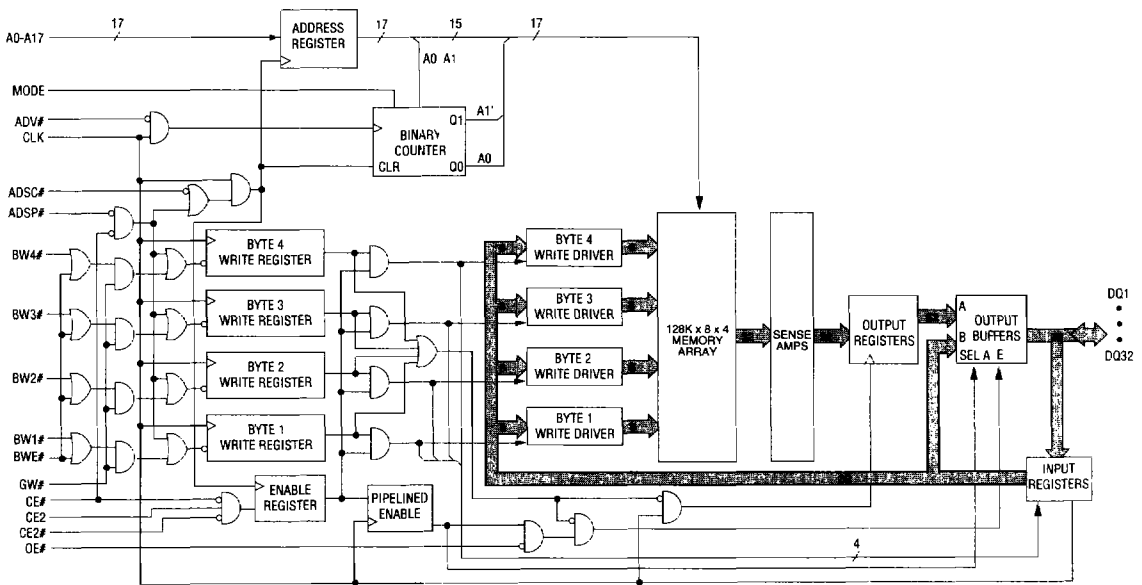 A0-A17
17
ADDRESS
REGISTER
17
15
17
A0 A1
MODE
ADV#
CLK
BINARY
COUNTER
Q1
A1'
CLR
Q0
A0
ADSC#
ADSP#
BW4#
BYTE 4
WRITE REGISTER
BYTE 4
WRITE DRIVER
BW3#
BYTE 3
WRITE REGISTER
BYTE 3
WRITE DRIVER
BW2#
BYTE 2
WRITE REGISTER
BYTE 2
WRITE DRIVER
BW1#
BWE#
BYTE 1
WRITE REGISTER
BYTE 1
WRITE DRIVER
128K x 8 x 4
MEMORY
ARRAY
SENSE
AMPS
OUTPUT
REGISTERS
A
B
OUTPUT
BUFFERS
SEL A E
DQ1
DQ32
GW#
CE#
CE2
CE2#
OE#
ENABLE
REGISTER
PIPELINED
ENABLE
INPUT
REGISTERS
4